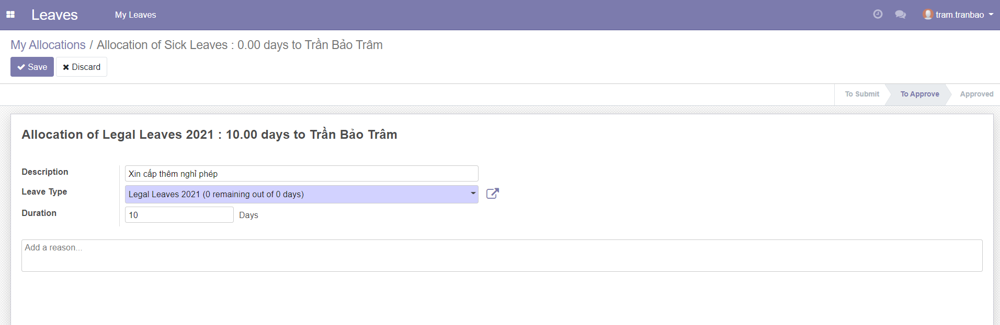 Leaves My Leaves tram.tranbao
My Allocations / Allocation of Sick Leaves : 0.00 days to Trần Bảo Trâm
Save Discard
To Submit To Approve Approved
Allocation of Legal Leaves 2021 : 10.00 days to Trần Bảo Trâm
Description Xin cấp thêm nghỉ phép
Leave Type Legal Leaves 2021 (0 remaining out of 0 days)
Duration 10 Days
Add a reason...